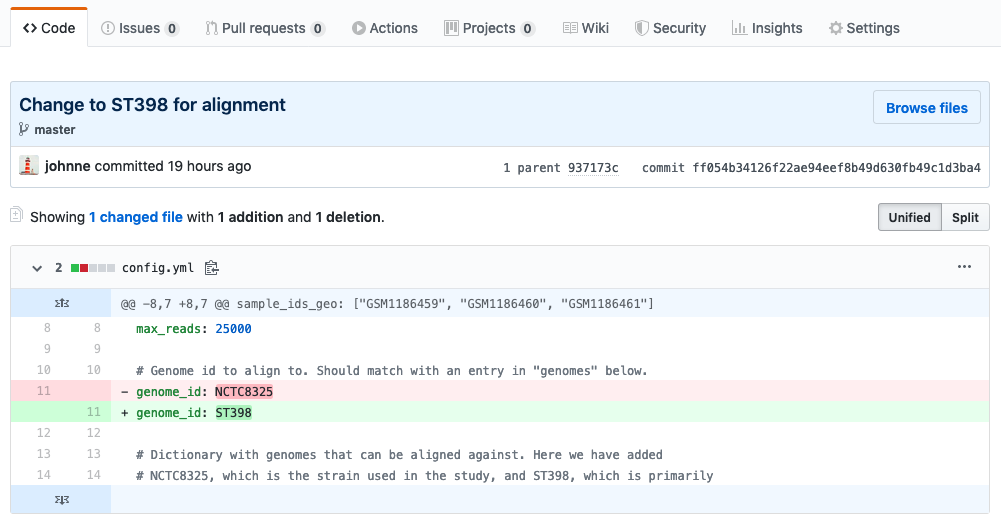 Code Issues 0 Pull requests 0 Actions Projects 0 Wiki Security Insights Settings
Change to ST398 for alignment
Browse files
master
johnne committed 19 hours ago 1 parent 937173c commit ff054b34126f22ae94eef8b49d630fb49c1d3ba4
Showing 1 changed file with 1 addition and 1 deletion.
Unified Split
2 config.yml
@@ -8,7 +8,7 @@ sample_ids_geo: ["GSM1186459", "GSM1186460", "GSM1186461"]
8 8 max_reads: 25000
9 9
10 10 # Genome id to align to. Should match with an entry in "genomes" below.
11 - genome_id: NCTC8325
11 + genome_id: ST398
12 12
13 13 # Dictionary with genomes that can be aligned against. Here we have added
14 14 # NCTC8325, which is the strain used in the study, and ST398, which is primarily